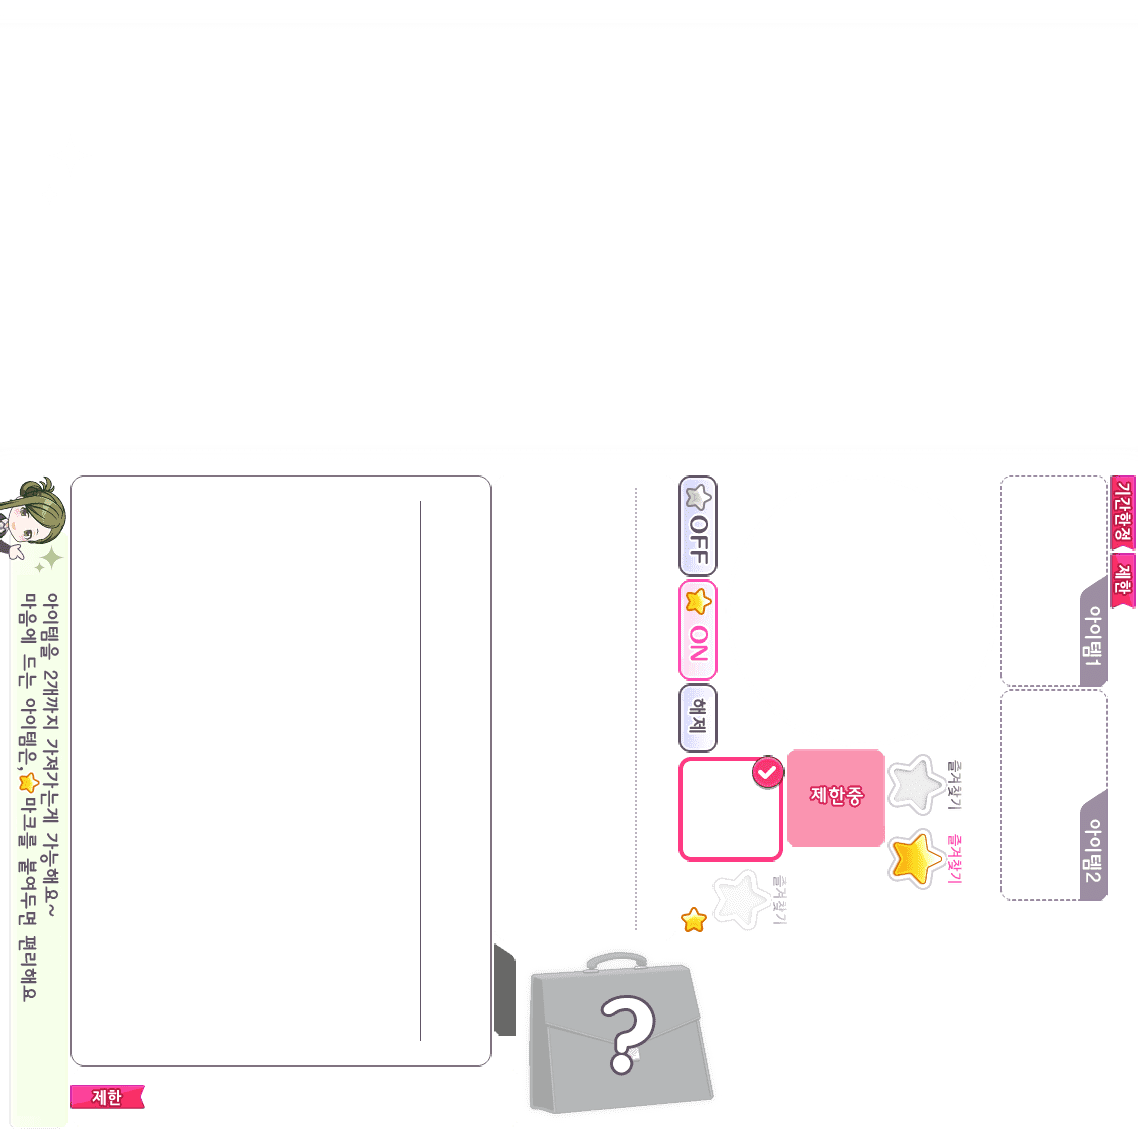 아이템을 2개까지 가져가는게 가능해요~
마음에 드는 아이템은,
마크를 붙여두면 편리해요
제한
OFF
ON
해제
제한중
즐겨찾기
즐겨찾기
즐겨찾기
?
아이템1
아이템2
기간한정
제한